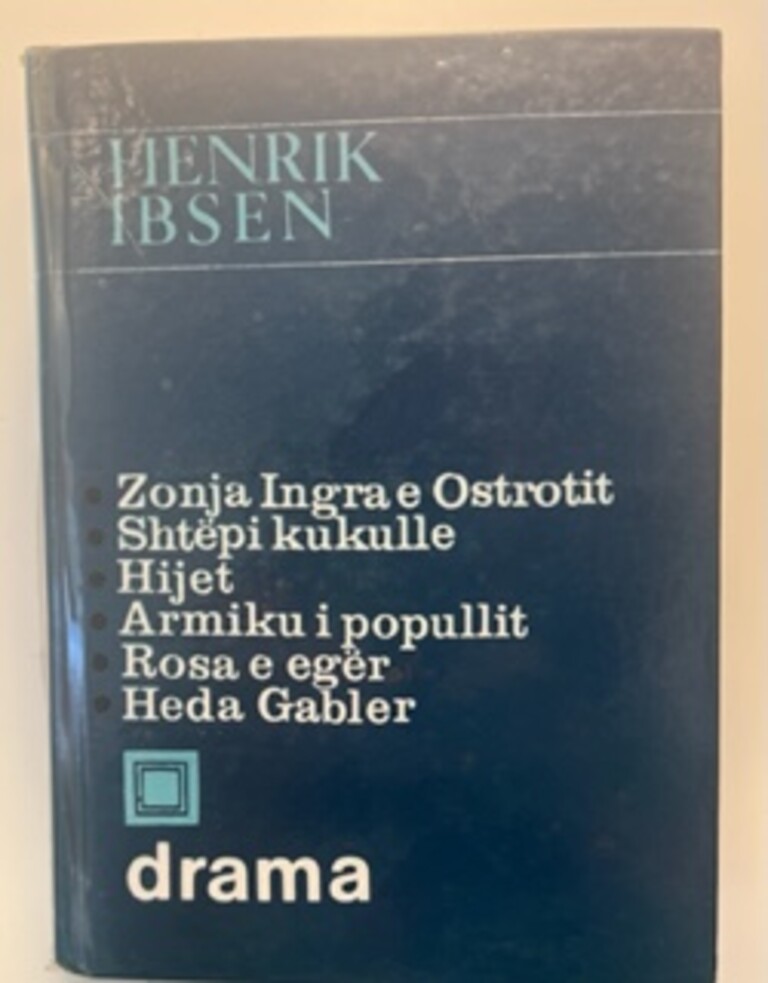 HENRIK
IBSEN
• Zonja Ingra e Ostrotit
• Shtëpi kukulle
• Hijet
• Armiku i popullit
• Rosa e egër
• Heda Gabler
drama